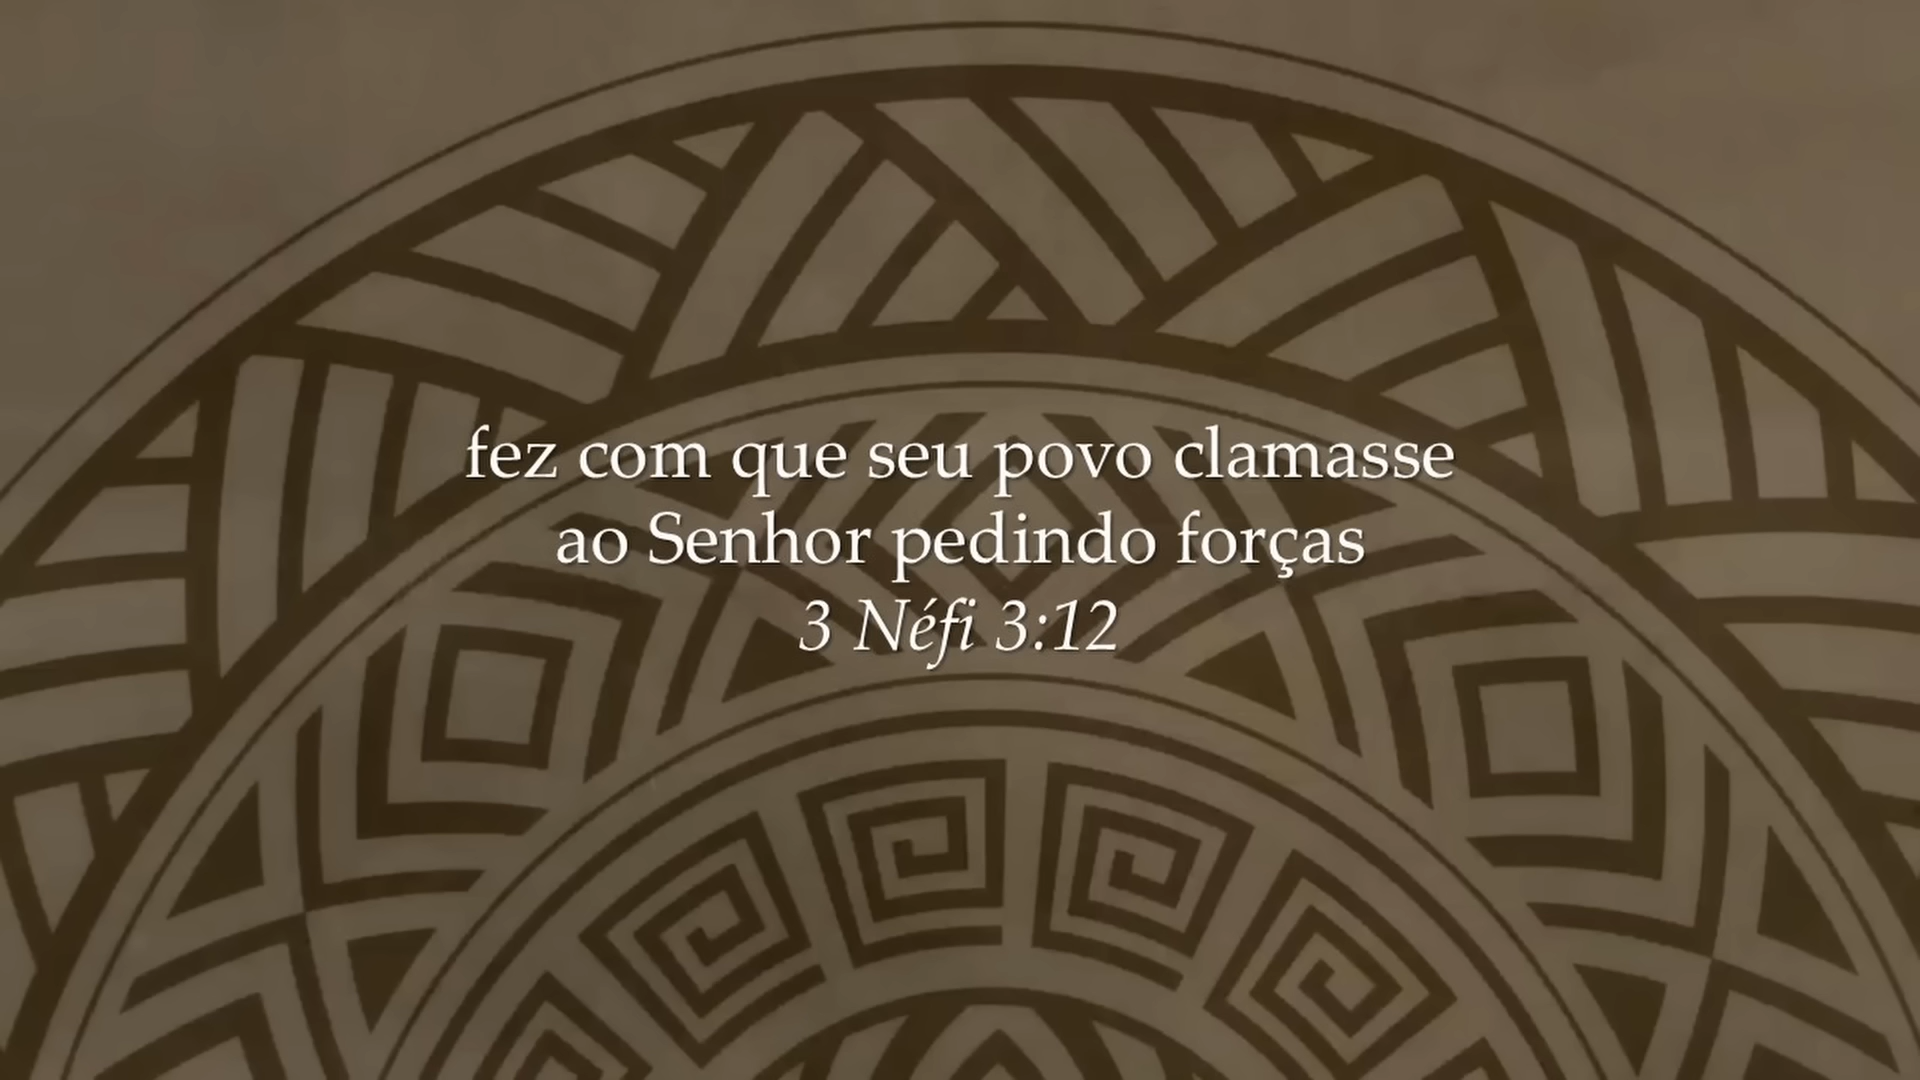 fez com que seu povo clamasse
ao Senhor pedindo forças
3 Néfi 3:12